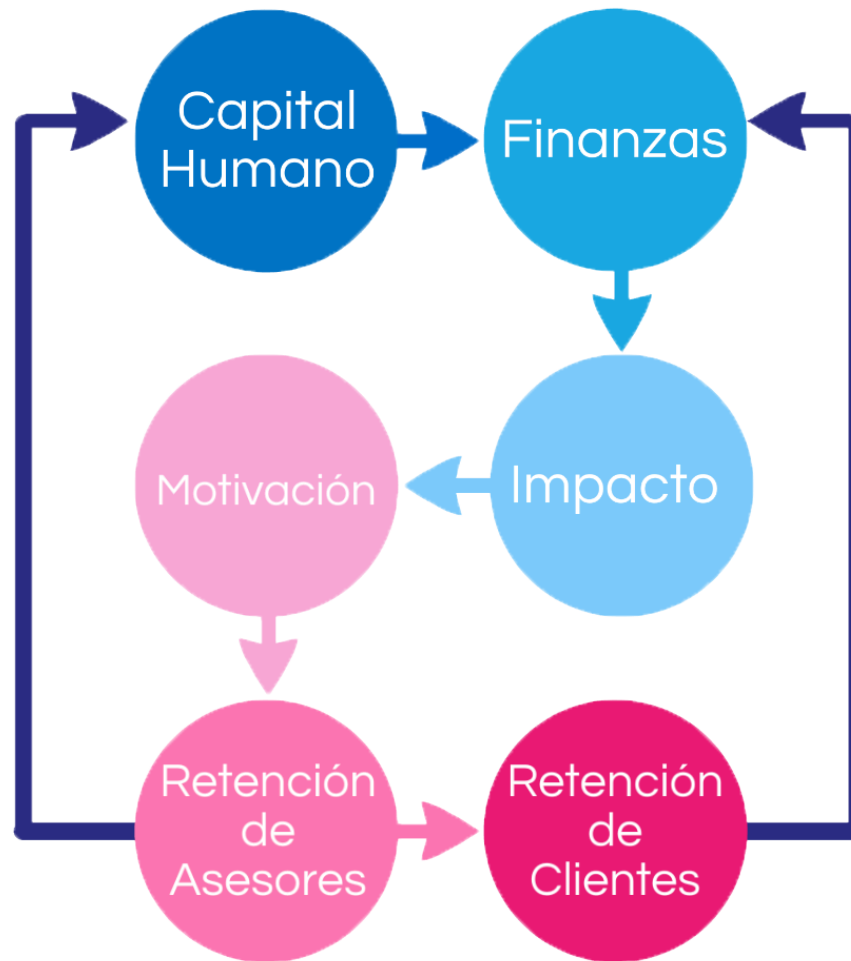 Capital
Humano
Finanzas
Motivación
Impacto
Retención
de
Asesores
Retención
de
Clientes